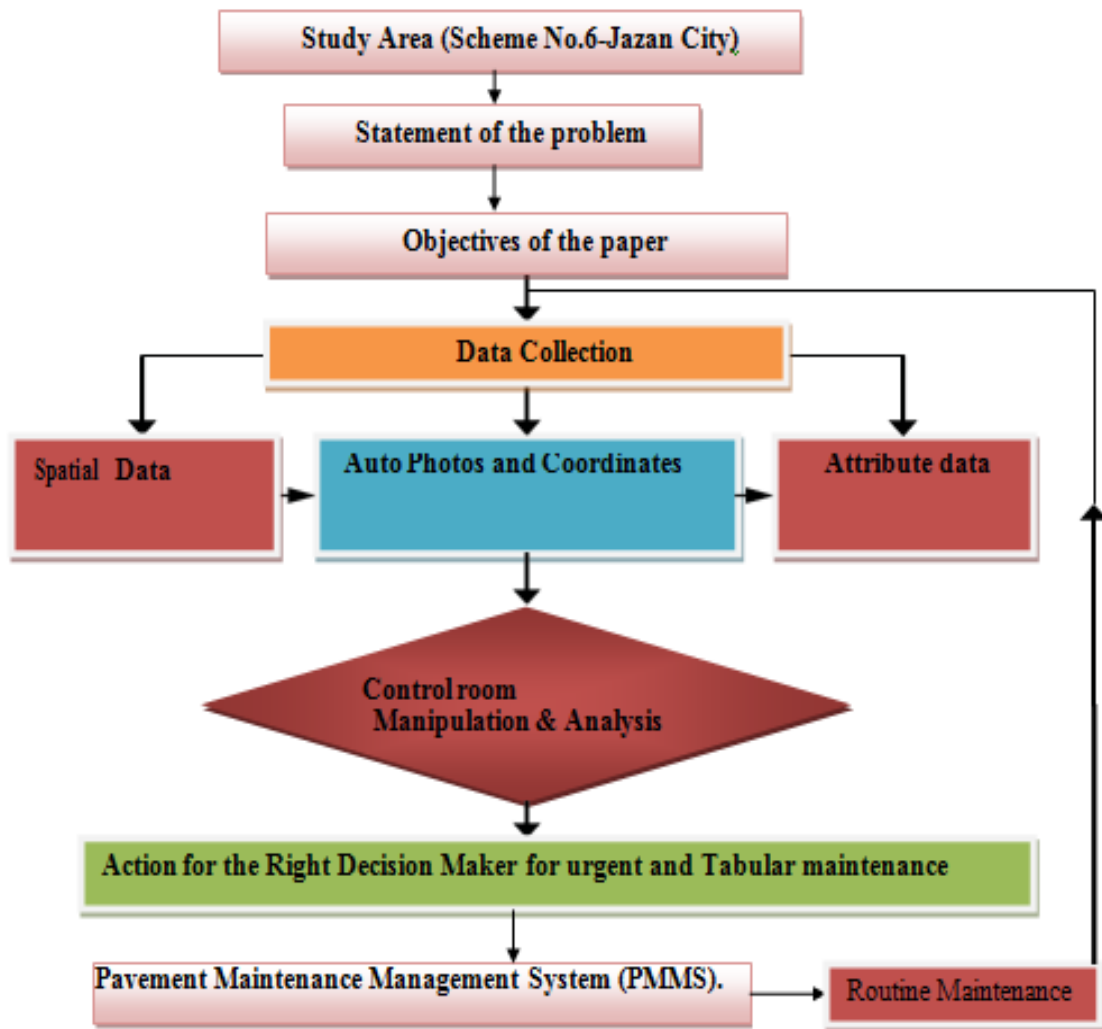 Study Area (Scheme No.6-Jazan City)
Statement of the problem
Objectives of the paper
Data Collection
Spatial Data
Auto Photos and Coordinates
Attribute data
Control room
Manipulation & Analysis
Action for the Right Decision Maker for urgent and Tabular maintenance
Pavement Maintenance Management System (PMMS).
Routine Maintenance